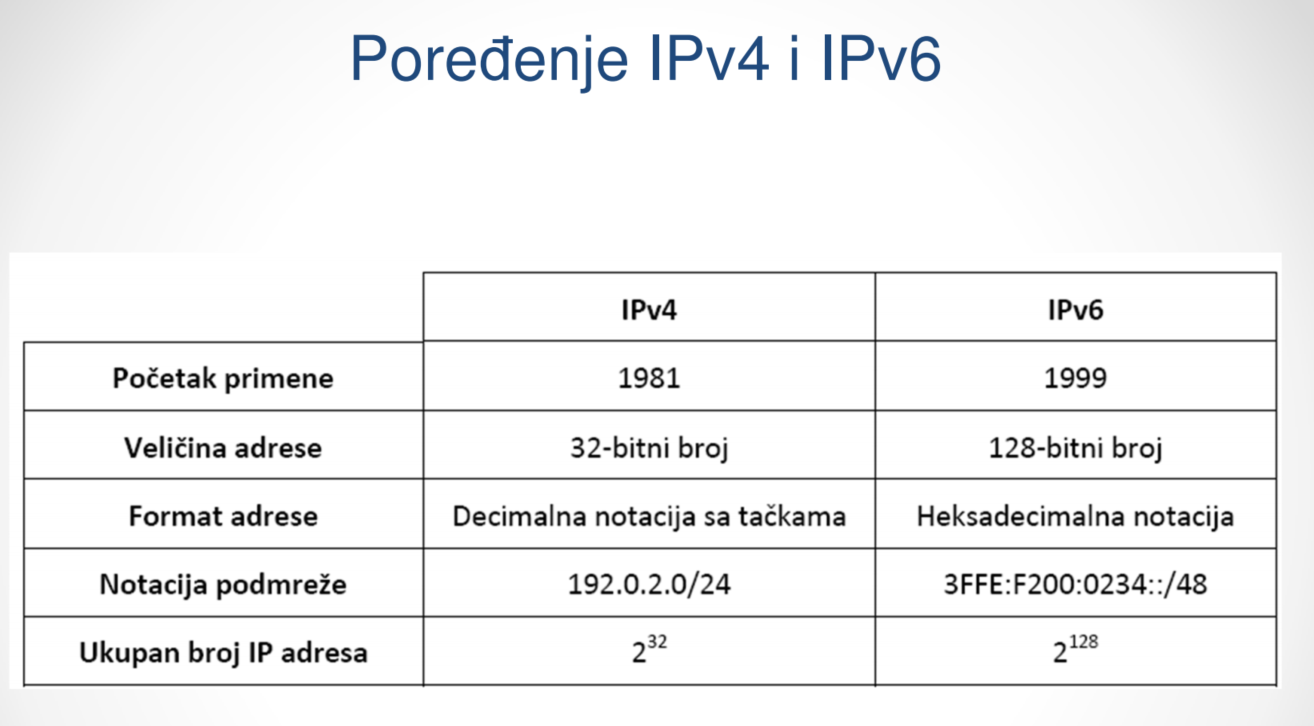 Poređenje IPv4 i IPv6
IPv4 IPv6
Početak primene 1981 1999
Veličina adrese 32-bitni broj 128-bitni broj
Format adrese Decimalna notacija sa tačkama Heksadecimalna notacija
Notacija podmreže 192.0.2.0/24 3FFE:F200:0234::/48
Ukupan broj IP adresa 2³² 2¹²⁸